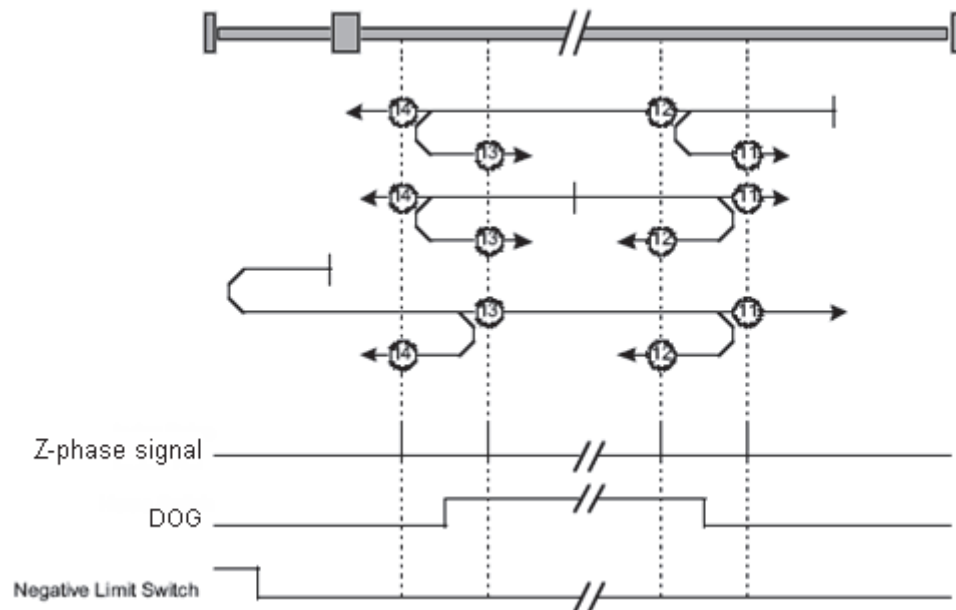 14 12
13 11
14 11
13 12
13 11
14 12
Z-phase signal
DOG
Negative Limit Switch